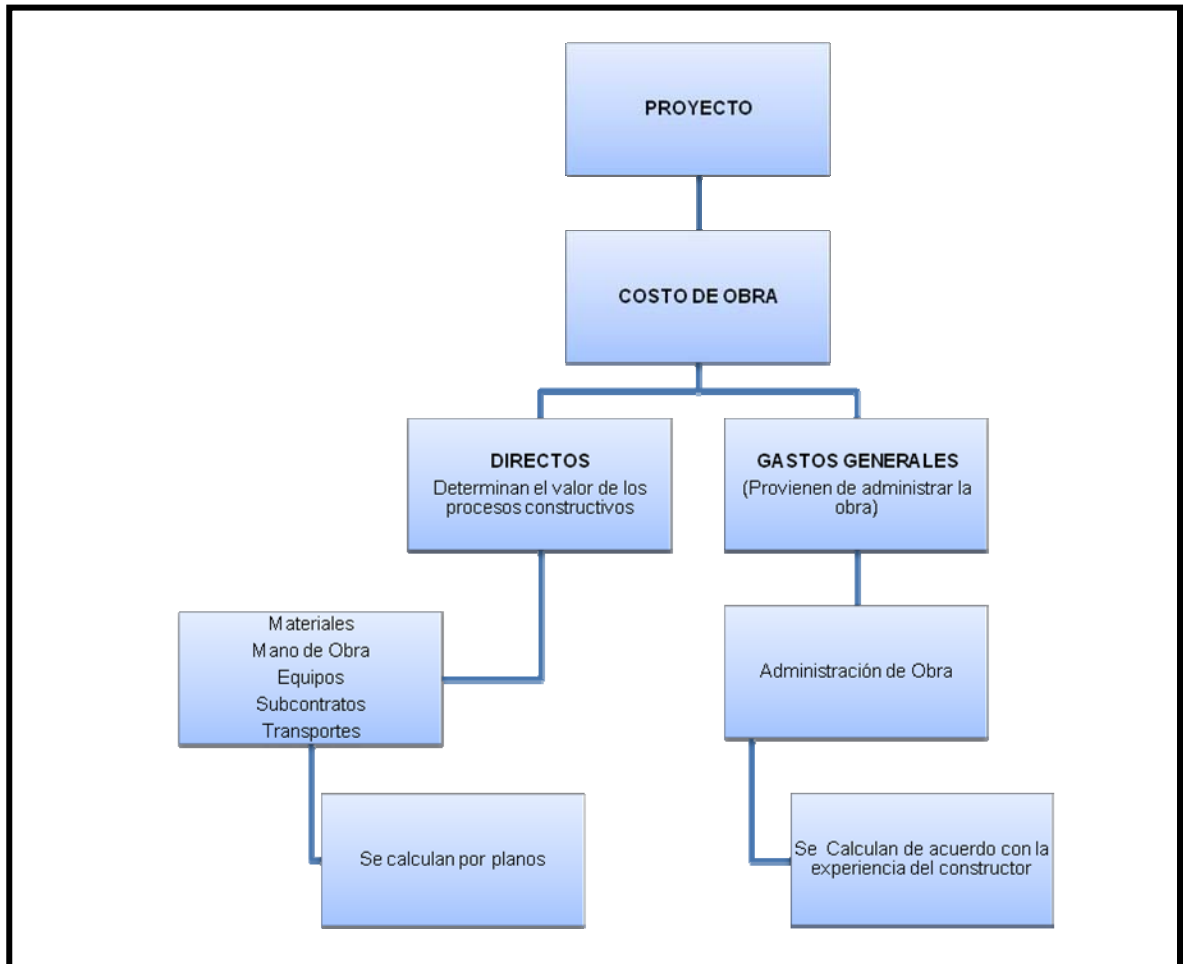 PROYECTO
COSTO DE OBRA
DIRECTOS
Determinan el valor de los
procesos constructivos
GASTOS GENERALES
(Provienen de administrar la
obra)
Materiales
Mano de Obra
Equipos
Subcontratos
Transportes
Administración de Obra
Se calculan por planos
Se Calculan de acuerdo con la
experiencia del constructor